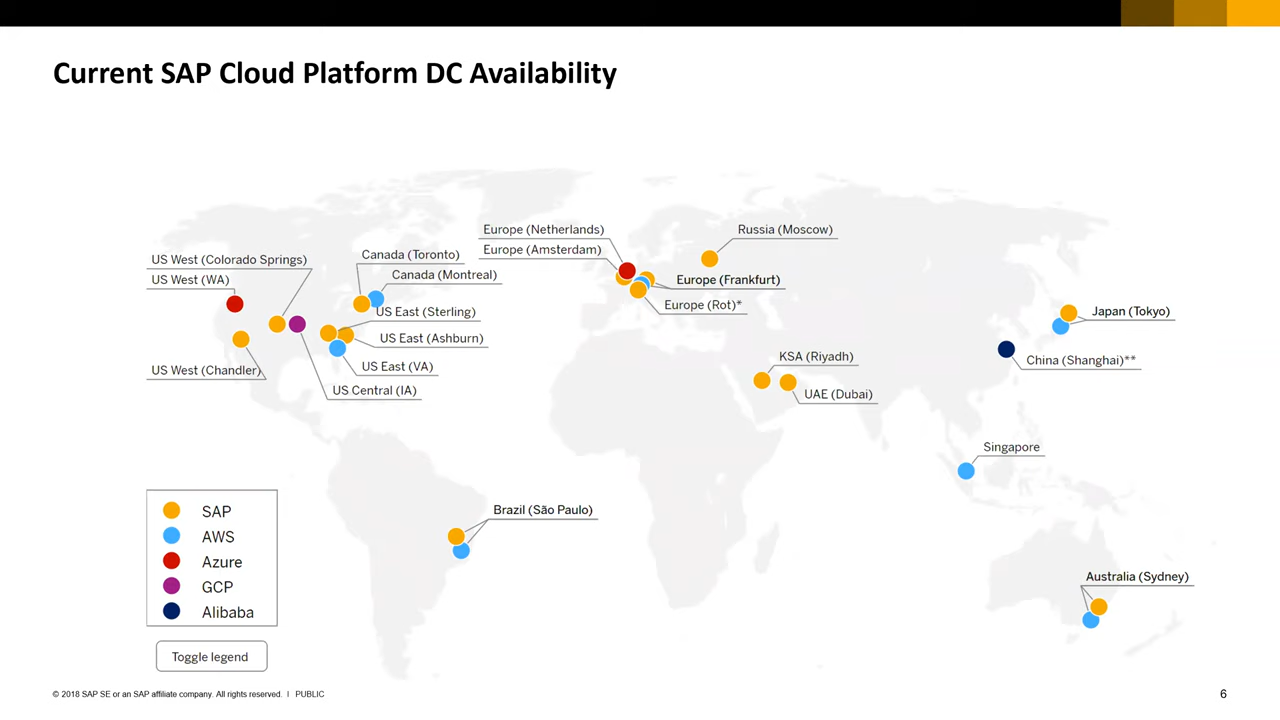 Current SAP Cloud Platform DC Availability
Europe (Netherlands)
Russia (Moscow)
Europe (Amsterdam)
US West (Colorado Springs)
Canada (Toronto)
US West (WA)
Canada (Montreal)
Europe (Frankfurt)
Europe (Rot)*
US East (Sterling)
Japan (Tokyo)
US East (Ashburn)
KSA (Riyadh)
China (Shanghai)**
US West (Chandler)
US East (VA)
US Central (IA)
UAE (Dubai)
Singapore
Brazil (São Paulo)
SAP
AWS
Azure
GCP
Alibaba
Australia (Sydney)
Toggle legend
© 2018 SAP SE or an SAP affiliate company. All rights reserved. I PUBLIC
6